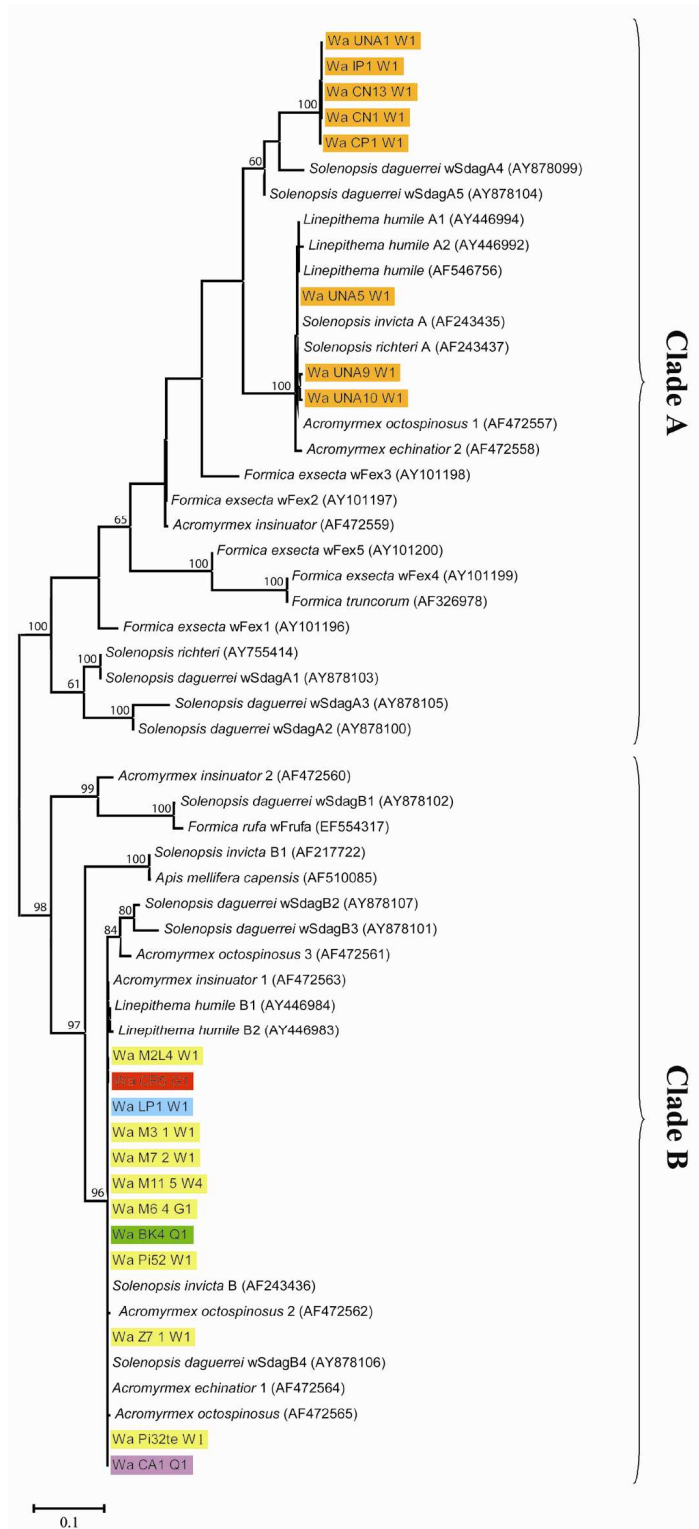 Wa UNA1 W1
Wa IP1 W1
Wa CN13 W1
Wa CN1 W1
100
Wa CP1 W1
60
Solenopsis daguerrei wSdagA4 (AY878099)
Solenopsis daguerrei wSdagA5 (AY878104)
Linepithema humile A1 (AY446994)
Linepithema humile A2 (AY446992)
Linepithema humile (AF546756)
Wa UNA5 W1
Solenopsis invicta A (AF243435)
Solenopsis richteri A (AF243437)
Wa UNA9 W1
100
Wa UNA10 W1
Acromyrmex octospinosus 1 (AF472557)
Acromyrmex echinatior 2 (AF472558)
Formica exsecta wFex3 (AY101198)
Formica exsecta wFex2 (AY101197)
65
Acromyrmex insinuator (AF472559)
Formica exsecta wFex5 (AY101200)
100
Formica exsecta wFex4 (AY101199)
100
Formica truncorum (AF326978)
Formica exsecta wFex1 (AY101196)
100
Solenopsis richteri (AY755414)
100
Solenopsis daguerrei wSdagA1 (AY878103)
61
Solenopsis daguerrei wSdagA3 (AY878105)
100
Solenopsis daguerrei wSdagA2 (AY878100)
Clade A
Acromyrmex insinuator 2 (AF472560)
99
Solenopsis daguerrei wSdagB1 (AY878102)
100
Formica rufa wFrufa (EF554317)
Solenopsis invicta B1 (AF217722)
100
Apis mellifera capensis (AF510085)
Solenopsis daguerrei wSdagB2 (AY878107)
80
98
Solenopsis daguerrei wSdagB3 (AY878101)
84
Acromyrmex octospinosus 3 (AF472561)
Acromyrmex insinuator 1 (AF472563)
Linepithema humile B1 (AY446984)
97
Linepithema humile B2 (AY446983)
Wa M2L4 W1
Wa LP1 W1
Wa M3 1 W1
Wa M7 2 W1
Wa M11 5 W4
96
Wa M6 4 G1
Wa BK4 Q1
Wa Pi52 W1
Solenopsis invicta B (AF243436)
Acromyrmex octospinosus 2 (AF472562)
Wa Z7 1 W1
Solenopsis daguerrei wSdagB4 (AY878106)
Acromyrmex echinatior 1 (AF472564)
Acromyrmex octospinosus (AF472565)
Wa Pi32te W1
Wa CA1 Q1
Clade B
0.1